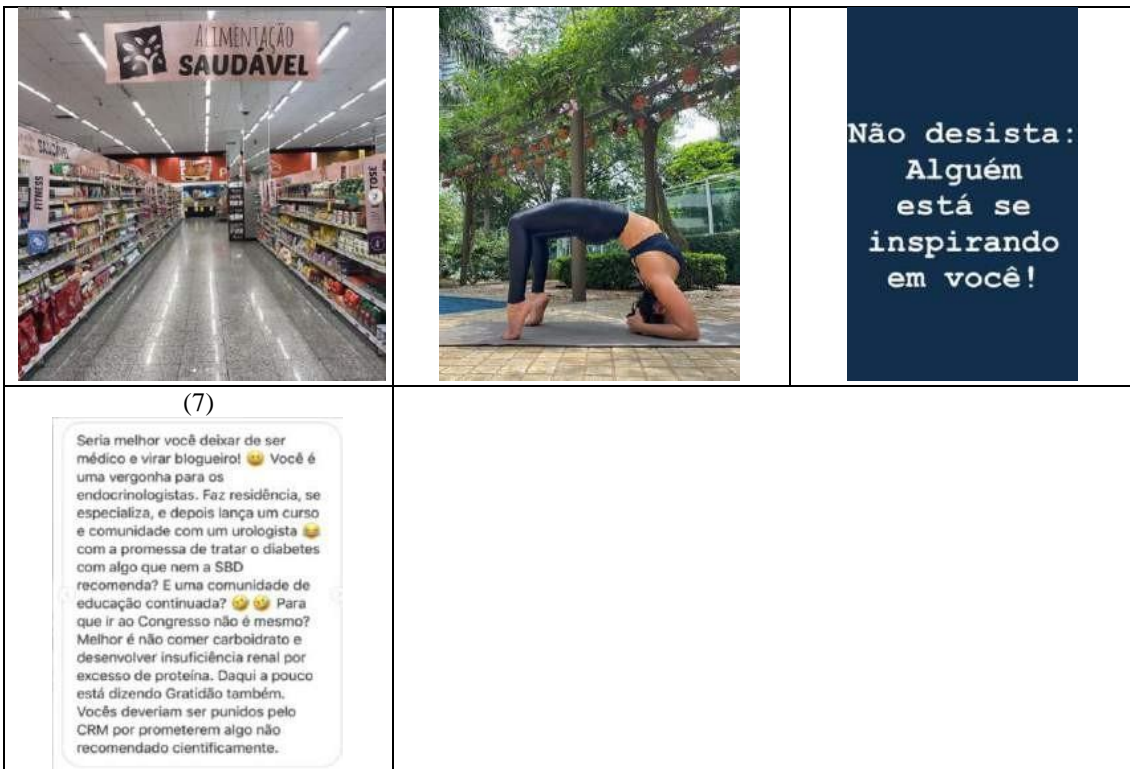 ALIMENTAÇÃO
SAUDÁVEL
SAUDÁVEL
FITNESS
Não desista:
Alguém
está se
inspirando
em você!
(7)
Seria melhor você deixar de ser
médico e virar blogueiro! 😀 Você é
uma vergonha para os
endocrinologistas. Faz residência, se
especializa, e depois lança um curso
e comunidade com um urologista 😂
com a promessa de tratar o diabetes
com algo que nem a SBD
recomenda? E uma comunidade de
educação continuada? 🤣🤣 Para
que ir ao Congresso não é mesmo?
Melhor é não comer carboidrato e
desenvolver insuficiência renal por
excesso de proteína. Daqui a pouco
está dizendo Gratidão também.
Vocês deveriam ser punidos pelo
CRM por prometerem algo não
recomendado cientificamente.